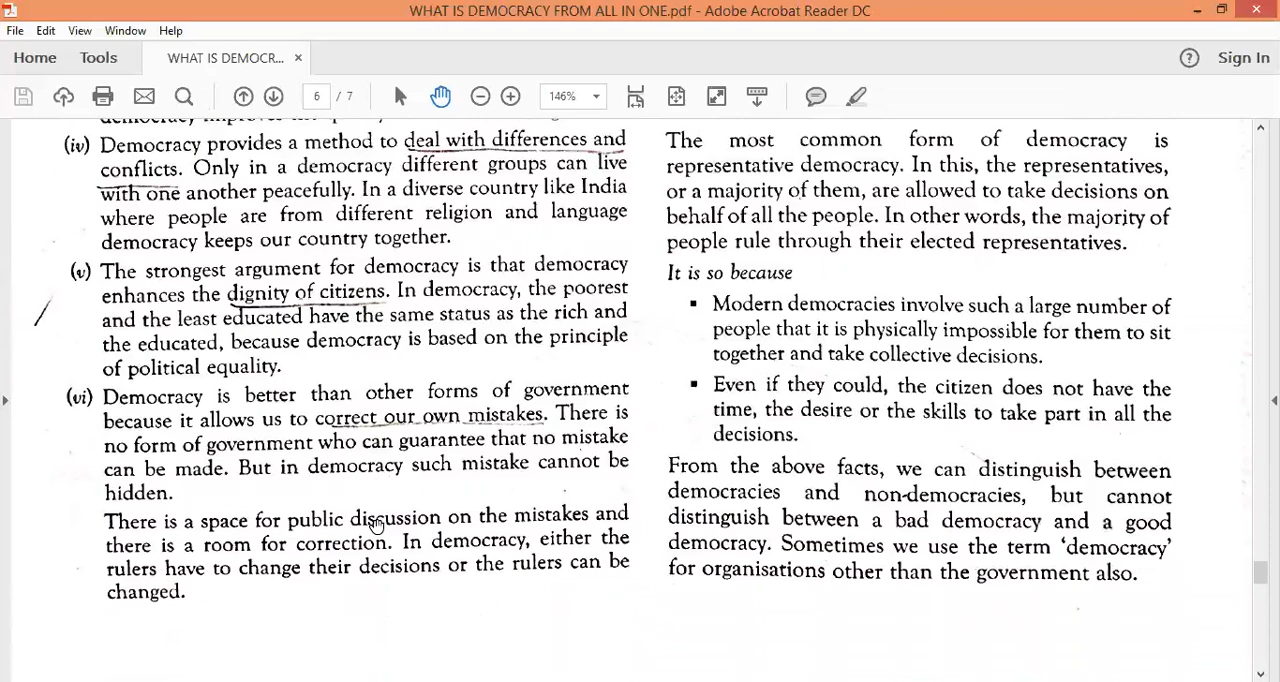 WHAT IS DEMOCRACY FROM ALL IN ONE.pdf - Adobe Acrobat Reader DC
File Edit View Window Help
Home Tools WHAT IS DEMOCR... ×
Sign In
6 / 7
146%
(iv) Democracy provides a method to deal with differences and
conflicts. Only in a democracy different groups can live
with one another peacefully. In a diverse country like India
where people are from different religion and language
democracy keeps our country together.
(v) The strongest argument for democracy is that democracy
enhances the dignity of citizens. In democracy, the poorest
and the least educated have the same status as the rich and
the educated, because democracy is based on the principle
of political equality.
(vi) Democracy is better than other forms of government
because it allows us to correct our own mistakes. There is
no form of government who can guarantee that no mistake
can be made. But in democracy such mistake cannot be
hidden.
There is a space for public discussion on the mistakes and
there is a room for correction. In democracy, either the
rulers have to change their decisions or the rulers can be
changed.
The most common form of democracy is
representative democracy. In this, the representatives,
or a majority of them, are allowed to take decisions on
behalf of all the people. In other words, the majority of
people rule through their elected representatives.
It is so because
▪ Modern democracies involve such a large number of
people that it is physically impossible for them to sit
together and take collective decisions.
▪ Even if they could, the citizen does not have the
time, the desire or the skills to take part in all the
decisions.
From the above facts, we can distinguish between
democracies and non-democracies, but cannot
distinguish between a bad democracy and a good
democracy. Sometimes we use the term ‘democracy’
for organisations other than the government also.